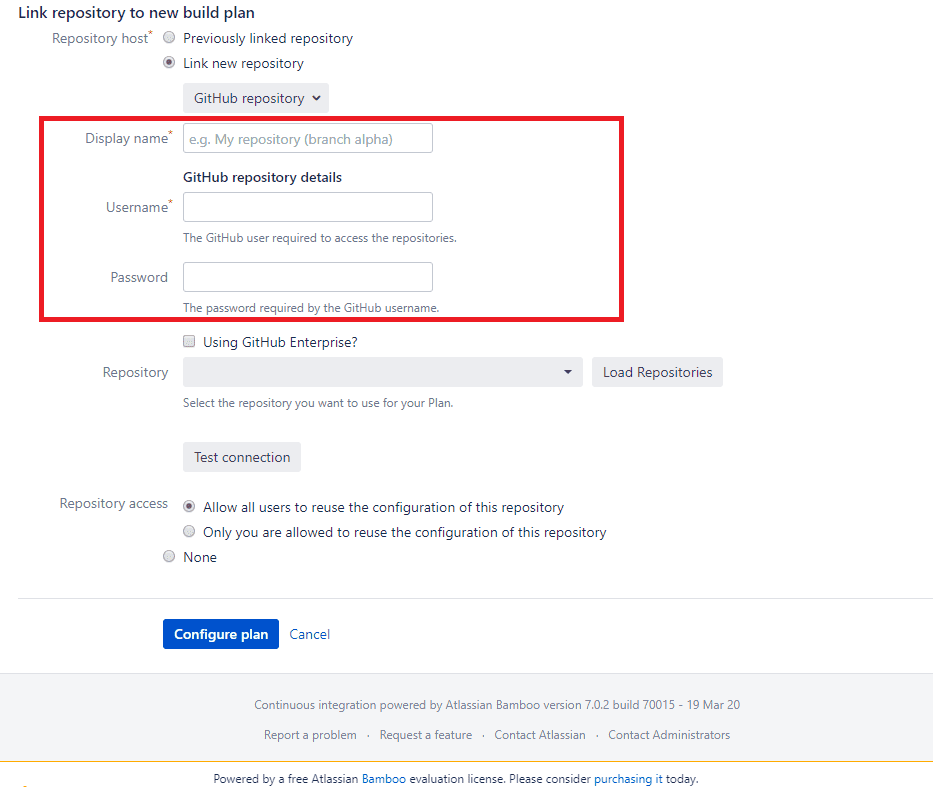 Link repository to new build plan
Repository host* Previously linked repository
Link new repository
GitHub repository
Display name* e.g. My repository (branch alpha)
GitHub repository details
Username*
The GitHub user required to access the repositories.
Password
The password required by the GitHub username.
Using GitHub Enterprise?
Repository Load Repositories
Select the repository you want to use for your Plan.
Test connection
Repository access Allow all users to reuse the configuration of this repository
Only you are allowed to reuse the configuration of this repository
None
Configure plan Cancel
Continuous integration powered by Atlassian Bamboo version 7.0.2 build 70015 - 19 Mar 20
Report a problem · Request a feature · Contact Atlassian · Contact Administrators
Powered by a free Atlassian Bamboo evaluation license. Please consider purchasing it today.